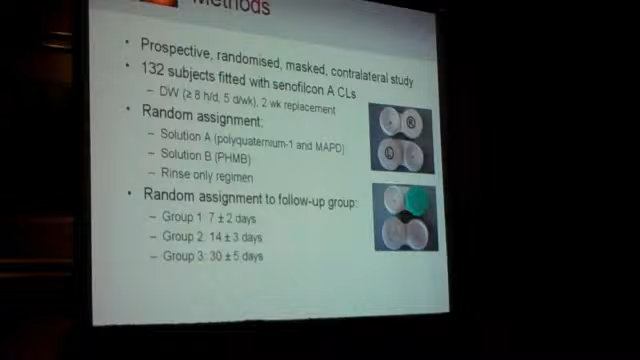 Methods
• Prospective, randomised, masked, contralateral study
• 132 subjects fitted with senofilcon A CLs
– DW (≥ 8 h/d, 5 d/wk), 2 wk replacement
• Random assignment:
– Solution A (polyquaternium-1 and MAPD)
– Solution B (PHMB)
– Rinse only regimen
• Random assignment to follow-up group:
– Group 1: 7 ± 2 days
– Group 2: 14 ± 3 days
– Group 3: 30 ± 5 days
R
L